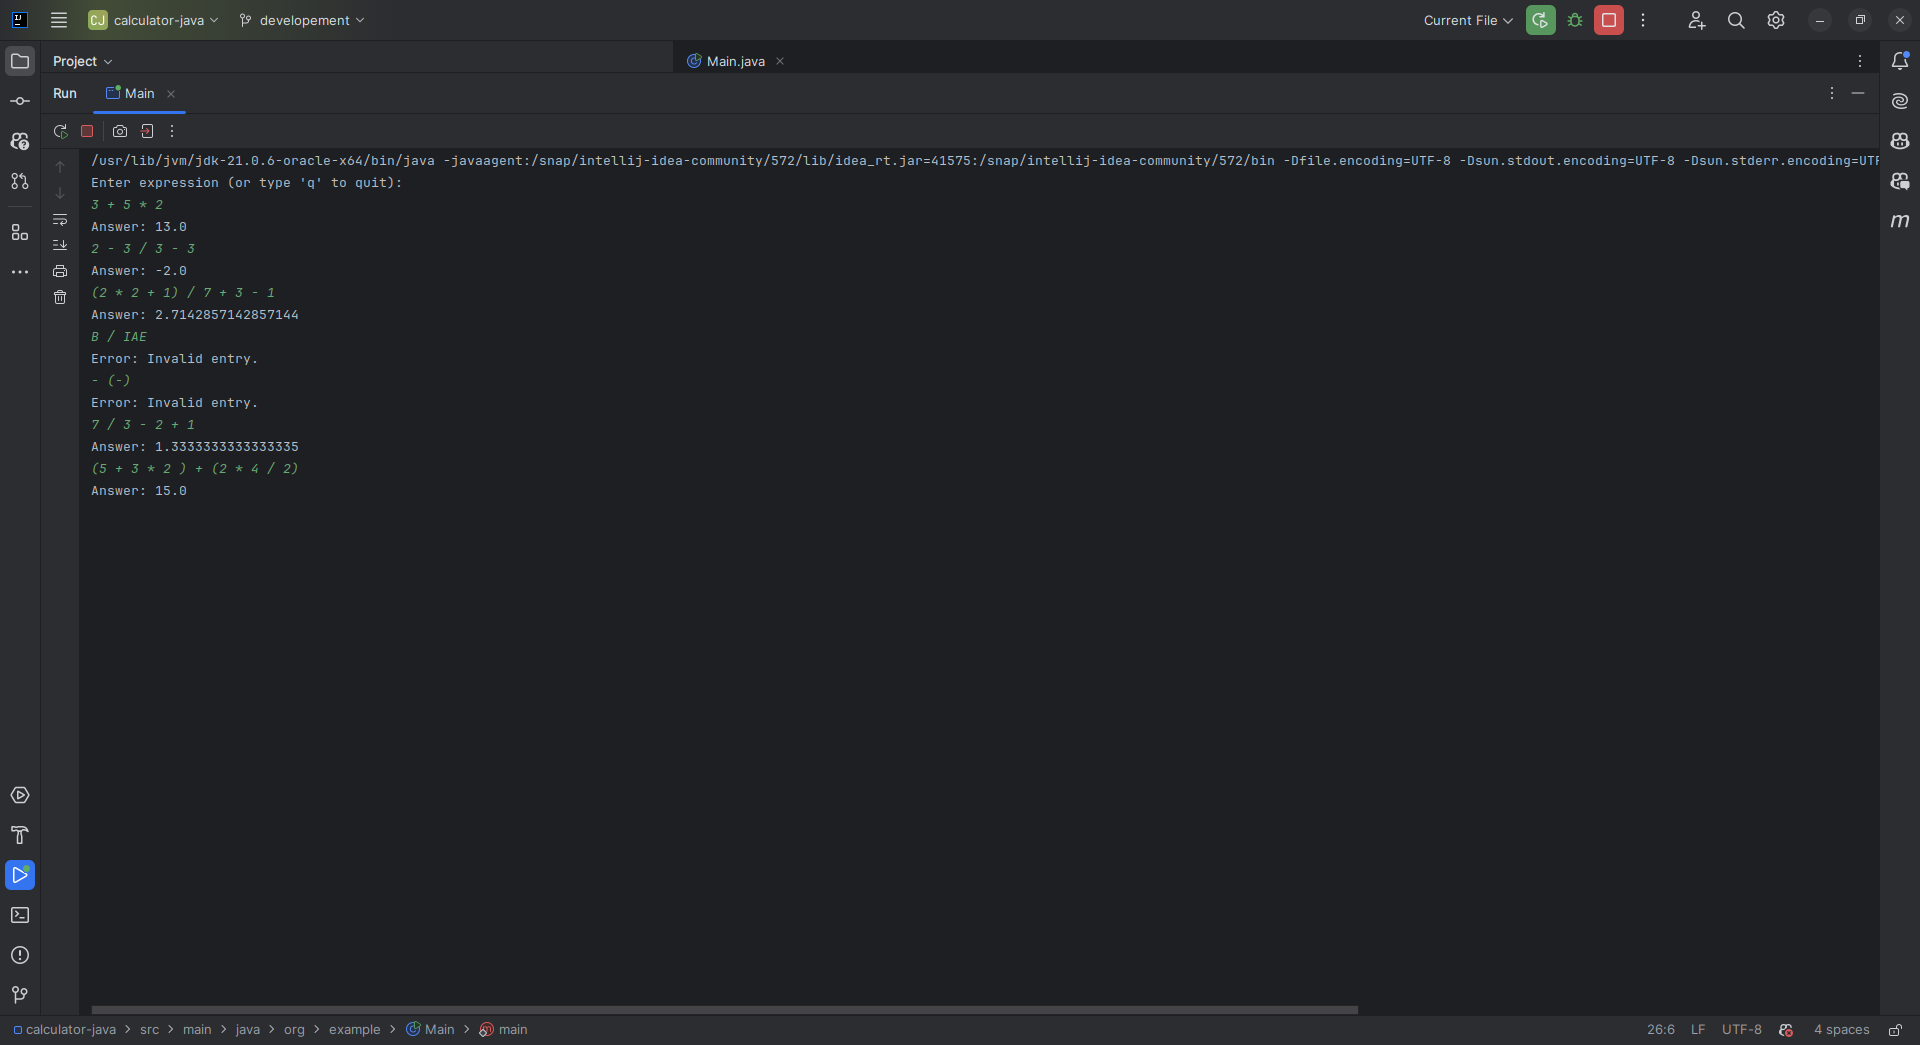 CJ calculator-java developement Current File
Project Main.java
Run Main
/usr/lib/jvm/jdk-21.0.6-oracle-x64/bin/java -javaagent:/snap/intellij-idea-community/572/lib/idea_rt.jar=41575:/snap/intellij-idea-community/572/bin -Dfile.encoding=UTF-8 -Dsun.stdout.encoding=UTF-8 -Dsun.stderr.encoding=UTF
Enter expression (or type 'q' to quit):
3 + 5 * 2
Answer: 13.0
2 - 3 / 3 - 3
Answer: -2.0
(2 * 2 + 1) / 7 + 3 - 1
Answer: 2.7142857142857144
B / IAE
Error: Invalid entry.
- (-)
Error: Invalid entry.
7 / 3 - 2 + 1
Answer: 1.3333333333333335
(5 + 3 * 2 ) + (2 * 4 / 2)
Answer: 15.0
calculator-java > src > main > java > org > example > Main > main 26:6 LF UTF-8 4 spaces